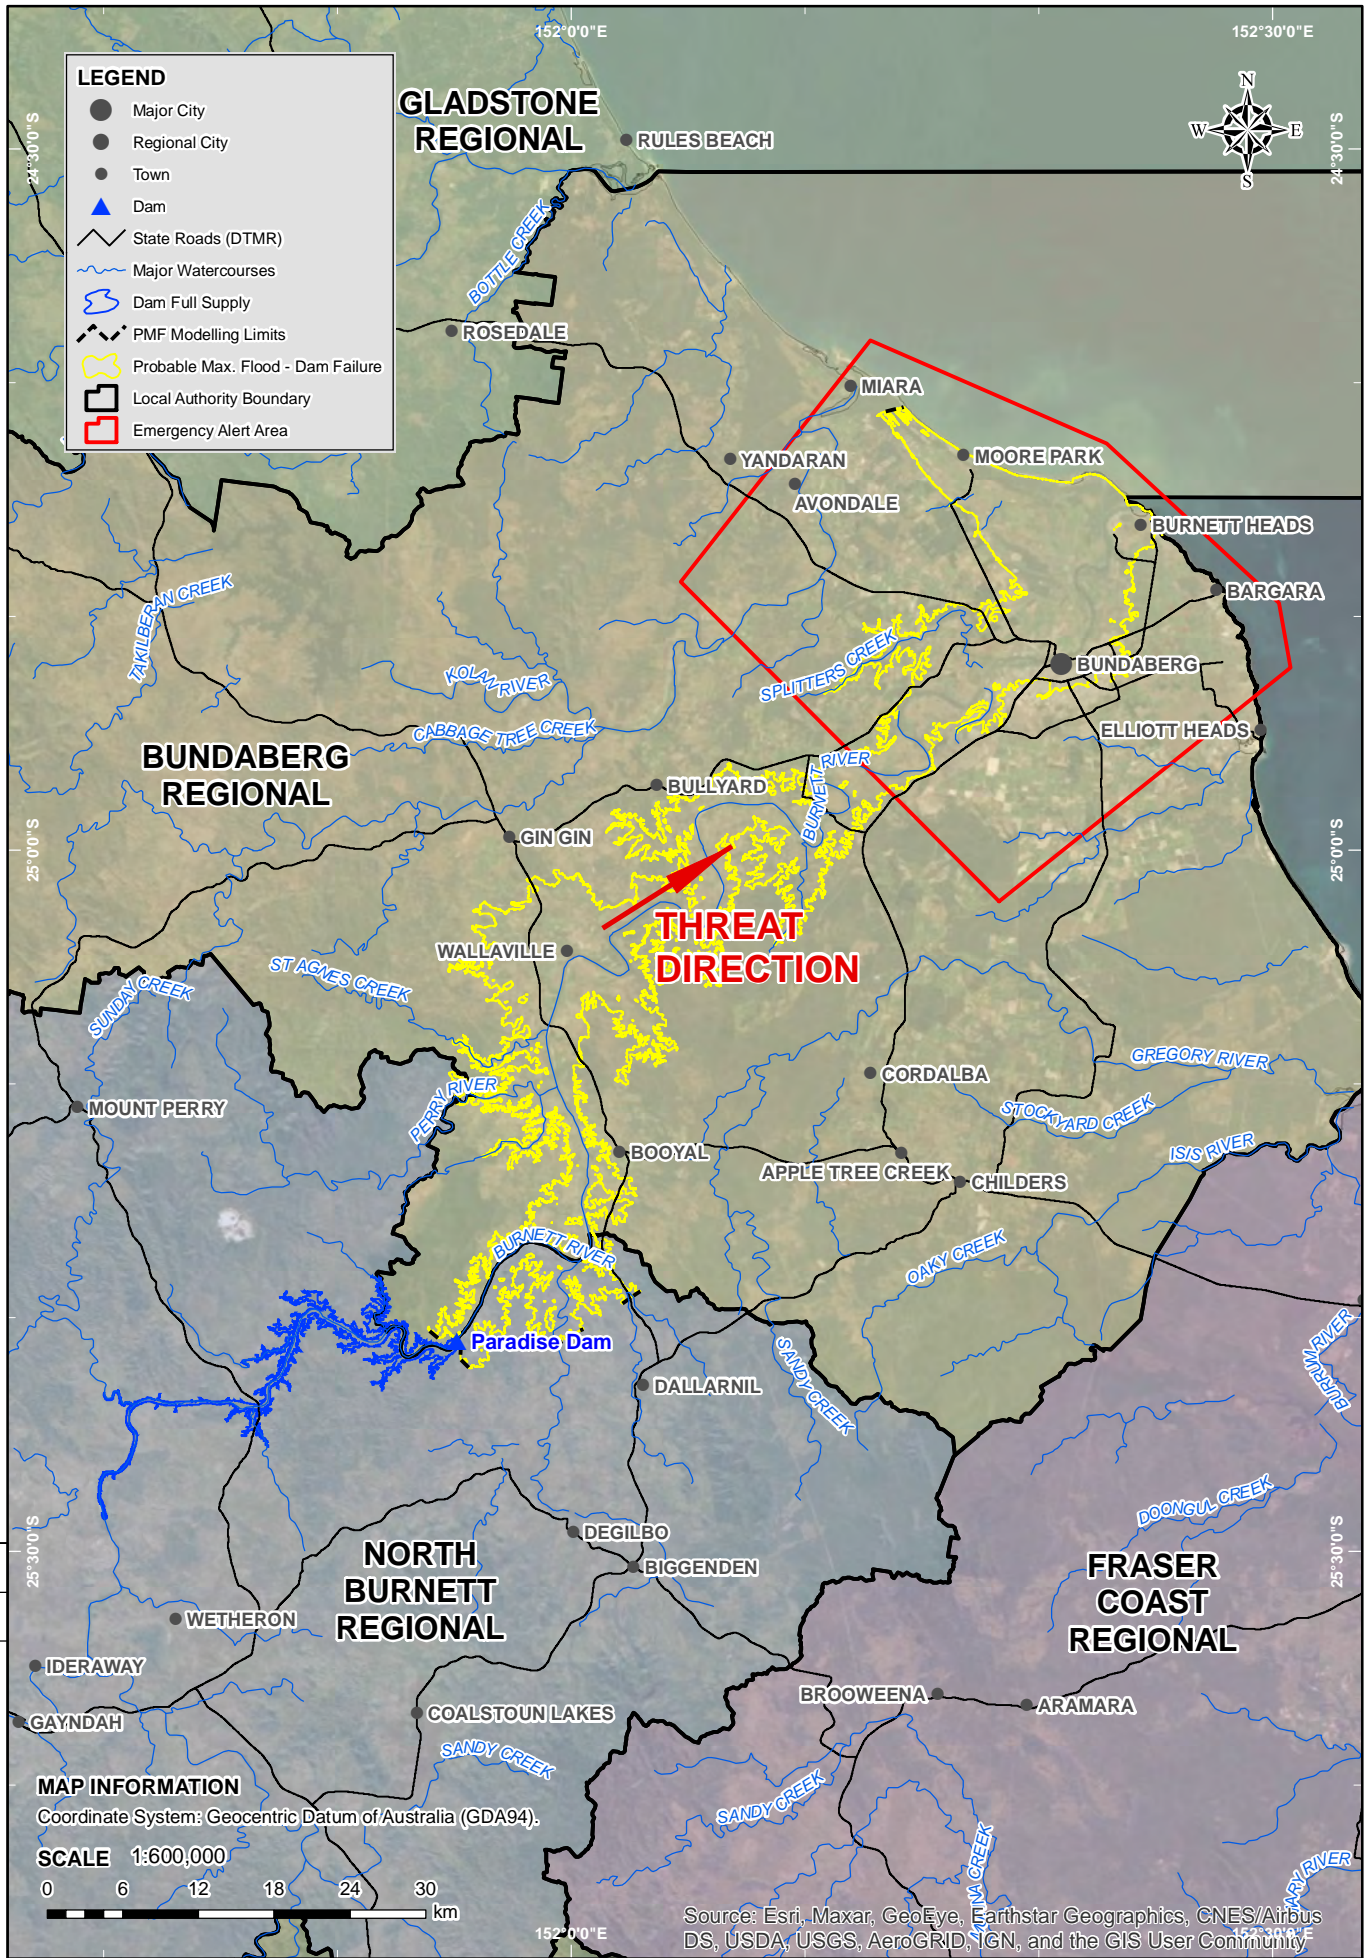 152°0'0"E
152°30'0"E
LEGEND
Major City
Regional City
Town
Dam
State Roads (DTMR)
Major Watercourses
Dam Full Supply
PMF Modelling Limits
Probable Max. Flood - Dam Failure
Local Authority Boundary
Emergency Alert Area
GLADSTONE
REGIONAL
N
W
E
S
24°30'0"S
24°30'0"S
RULES BEACH
BOTTLE CREEK
ROSEDALE
MIARA
YANDARAN
MOORE PARK
AVONDALE
BURNETT HEADS
BARGARA
TAKILBERAN CREEK
KOLAN RIVER
SPLITTERS CREEK
BUNDABERG
CABBAGE TREE CREEK
ELLIOTT HEADS
BUNDABERG
REGIONAL
BURNETT RIVER
BULLYARD
GIN GIN
25°0'0"S
25°0'0"S
THREAT
DIRECTION
WALLAVILLE
ST AGNES CREEK
SUNDAY CREEK
GREGORY RIVER
CORDALBA
STOCKYARD CREEK
MOUNT PERRY
PERRY RIVER
BOOYAL
ISIS RIVER
APPLE TREE CREEK
CHILDERS
BURNETT RIVER
OAKY CREEK
Paradise Dam
SANDY CREEK
BURRUM RIVER
DALLARNIL
DOONGUL CREEK
25°30'0"S
25°30'0"S
DEGILBO
BIGGENDEN
NORTH
BURNETT
REGIONAL
FRASER
COAST
REGIONAL
WETHERON
IDERAWAY
GAYNDAH
COALSTOUN LAKES
BROOWEENA
ARAMARA
SANDY CREEK
SANDY CREEK
MAP INFORMATION
Coordinate System: Geocentric Datum of Australia (GDA94).
SCALE 1:600,000
0 6 12 18 24 30
km
CREEK
RIVER
152°0'0"E
152°30'0"E
Source: Esri, Maxar, GeoEye, Earthstar Geographics, CNES/Airbus
DS, USDA, USGS, AeroGRID, IGN, and the GIS User Community